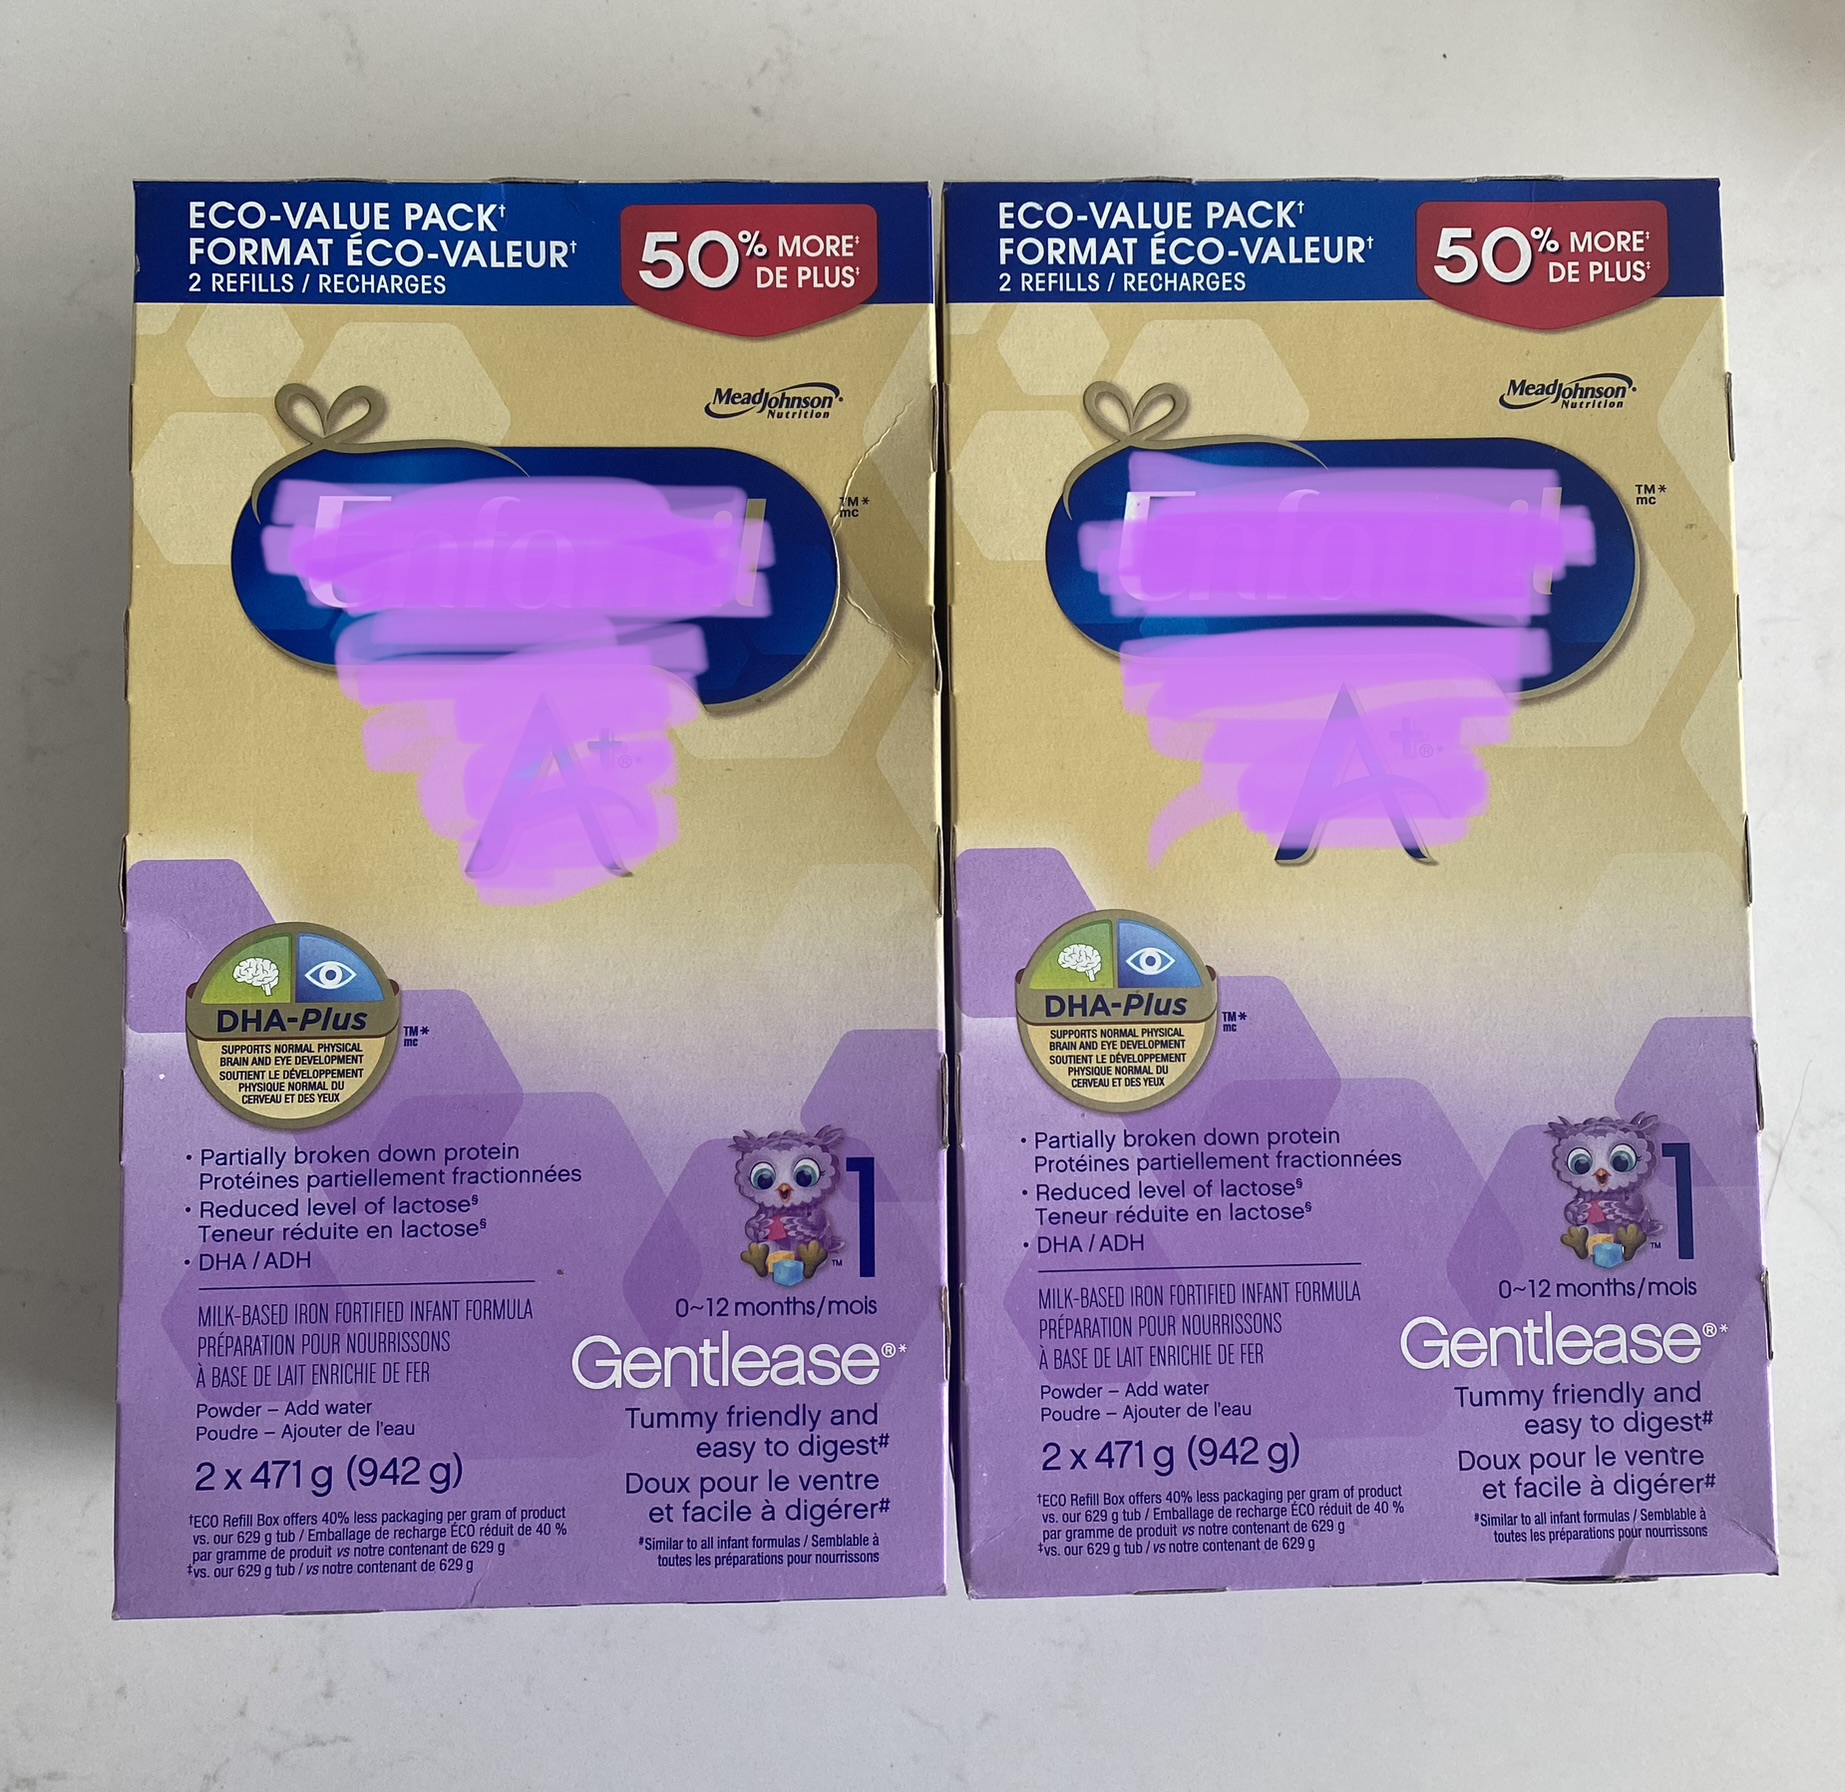 ECO-VALUE PACK†
FORMAT ÉCO-VALEUR†
2 REFILLS / RECHARGES
50% MORE‡
DE PLUS‡
MeadJohnson
Nutrition
Enfamil
TM*
mc
A+®
DHA-Plus
TM*
mc
SUPPORTS NORMAL PHYSICAL
BRAIN AND EYE DEVELOPMENT
SOUTIENT LE DÉVELOPPEMENT
PHYSIQUE NORMAL DU
CERVEAU ET DES YEUX
• Partially broken down protein
Protéines partiellement fractionnées
• Reduced level of lactose§
Teneur réduite en lactose§
• DHA / ADH
MILK-BASED IRON FORTIFIED INFANT FORMULA
PRÉPARATION POUR NOURRISSONS
À BASE DE LAIT ENRICHIE DE FER
Powder – Add water
Poudre – Ajouter de l'eau
2 x 471 g (942 g)
†ECO Refill Box offers 40% less packaging per gram of product
vs. our 629 g tub / Emballage de recharge ÉCO réduit de 40 %
par gramme de produit vs notre contenant de 629 g
‡vs. our 629 g tub / vs notre contenant de 629 g
1
TM
0~12 months/mois
Gentlease®*
Tummy friendly and
easy to digest#
Doux pour le ventre
et facile à digérer#
#Similar to all infant formulas / Semblable à
toutes les préparations pour nourrissons
ECO-VALUE PACK†
FORMAT ÉCO-VALEUR†
2 REFILLS / RECHARGES
50% MORE‡
DE PLUS‡
MeadJohnson
Nutrition
Enfamil
TM*
mc
A+®
DHA-Plus
TM*
mc
SUPPORTS NORMAL PHYSICAL
BRAIN AND EYE DEVELOPMENT
SOUTIENT LE DÉVELOPPEMENT
PHYSIQUE NORMAL DU
CERVEAU ET DES YEUX
• Partially broken down protein
Protéines partiellement fractionnées
• Reduced level of lactose§
Teneur réduite en lactose§
• DHA / ADH
MILK-BASED IRON FORTIFIED INFANT FORMULA
PRÉPARATION POUR NOURRISSONS
À BASE DE LAIT ENRICHIE DE FER
Powder – Add water
Poudre – Ajouter de l'eau
2 x 471 g (942 g)
†ECO Refill Box offers 40% less packaging per gram of product
vs. our 629 g tub / Emballage de recharge ÉCO réduit de 40 %
par gramme de produit vs notre contenant de 629 g
‡vs. our 629 g tub / vs notre contenant de 629 g
1
TM
0~12 months/mois
Gentlease®*
Tummy friendly and
easy to digest#
Doux pour le ventre
et facile à digérer#
#Similar to all infant formulas / Semblable à
toutes les préparations pour nourrissons